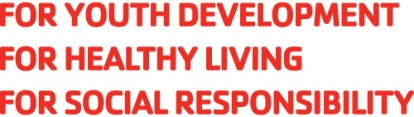 FOR YOUTH DEVELOPMENT
FOR HEALTHY LIVING
FOR SOCIAL RESPONSIBILITY